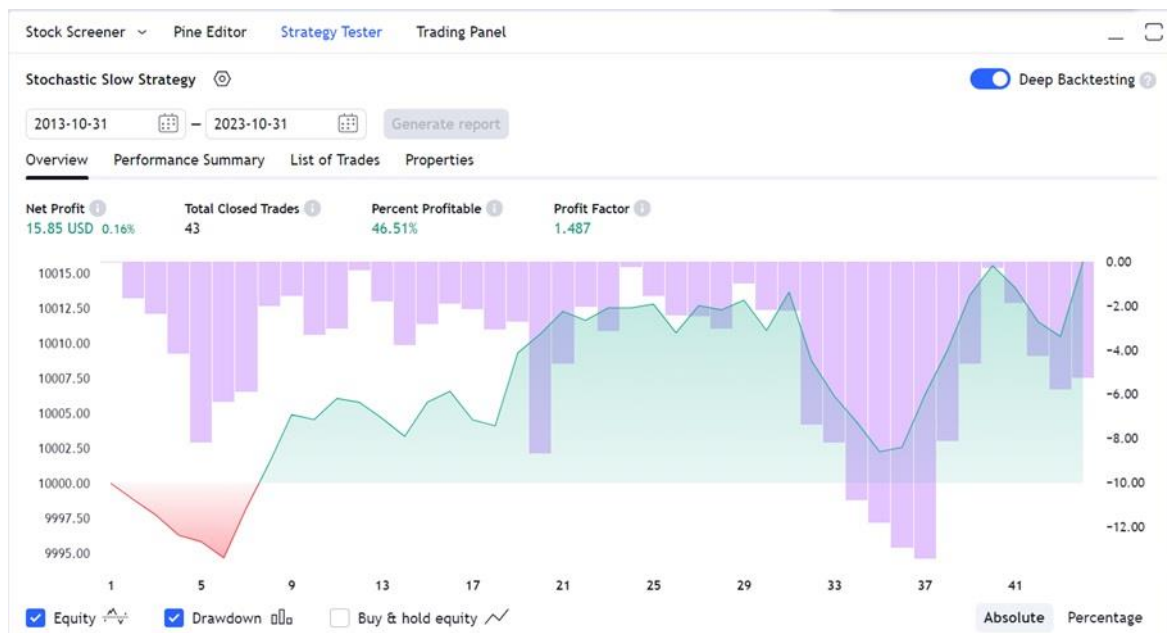 Stock Screener Pine Editor Strategy Tester Trading Panel
Stochastic Slow Strategy Deep Backtesting ?
2013-10-31 – 2023-10-31 Generate report
Overview Performance Summary List of Trades Properties
Net Profit i Total Closed Trades i Percent Profitable i Profit Factor i
15.85 USD 0.16% 43 46.51% 1.487
10015.00 0.00
10012.50 -2.00
10010.00 -4.00
10007.50
10005.00 -6.00
10002.50 -8.00
10000.00 -10.00
9997.50 -12.00
9995.00
1 5 9 13 17 21 25 29 33 37 41
Equity Drawdown Buy & hold equity Absolute Percentage